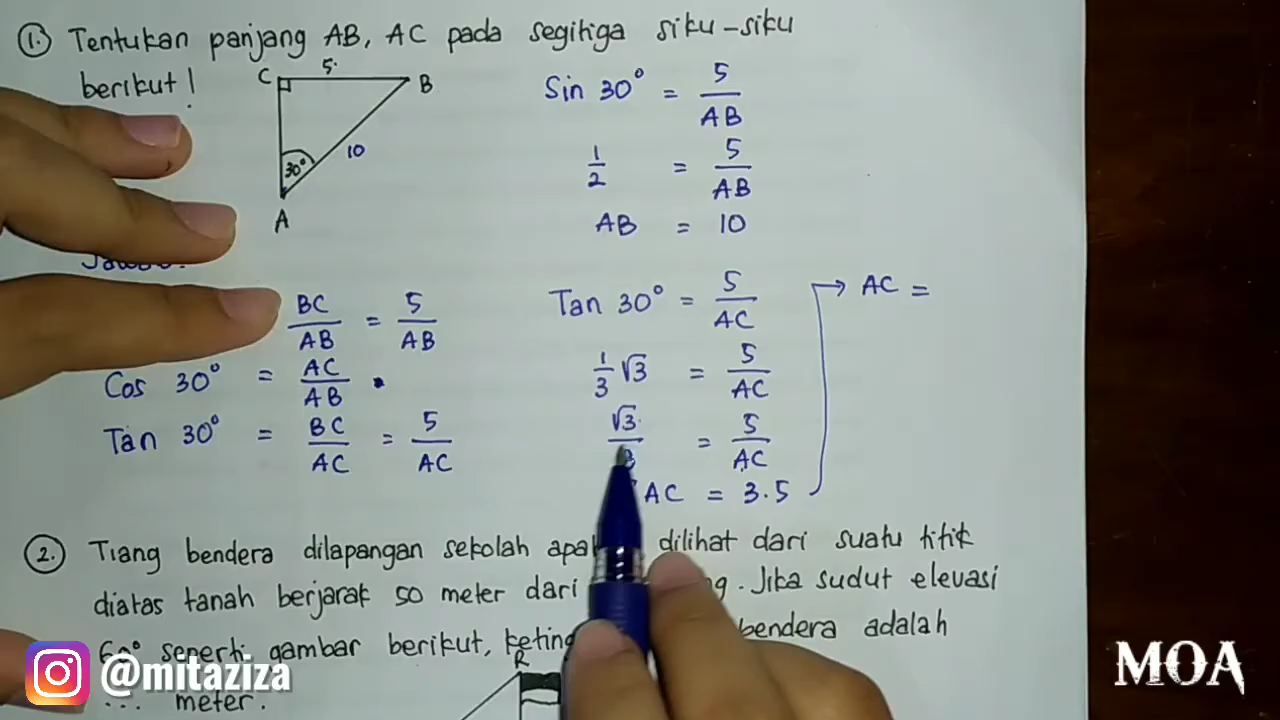 1. Tentukan panjang AB, AC pada segitiga siku-siku
berikut!
C 5 B
10
30°
A
Sin 30° = 5/AB
1/2 = 5/AB
AB = 10
BC/AB = 5/AB
Cos 30° = AC/AB
Tan 30° = BC/AC = 5/AC
Tan 30° = 5/AC
1/3 √3 = 5/AC
√3/3 = 5/AC
AC = 3.5
→ AC =
2. Tiang bendera dilapangan sekolah dilihat dari suatu titik
diatas tanah berjarak 50 meter dari . Jika sudut elevasi
60° seperti gambar berikut, bendera adalah
... meter.
R
@mitaziza
MOA